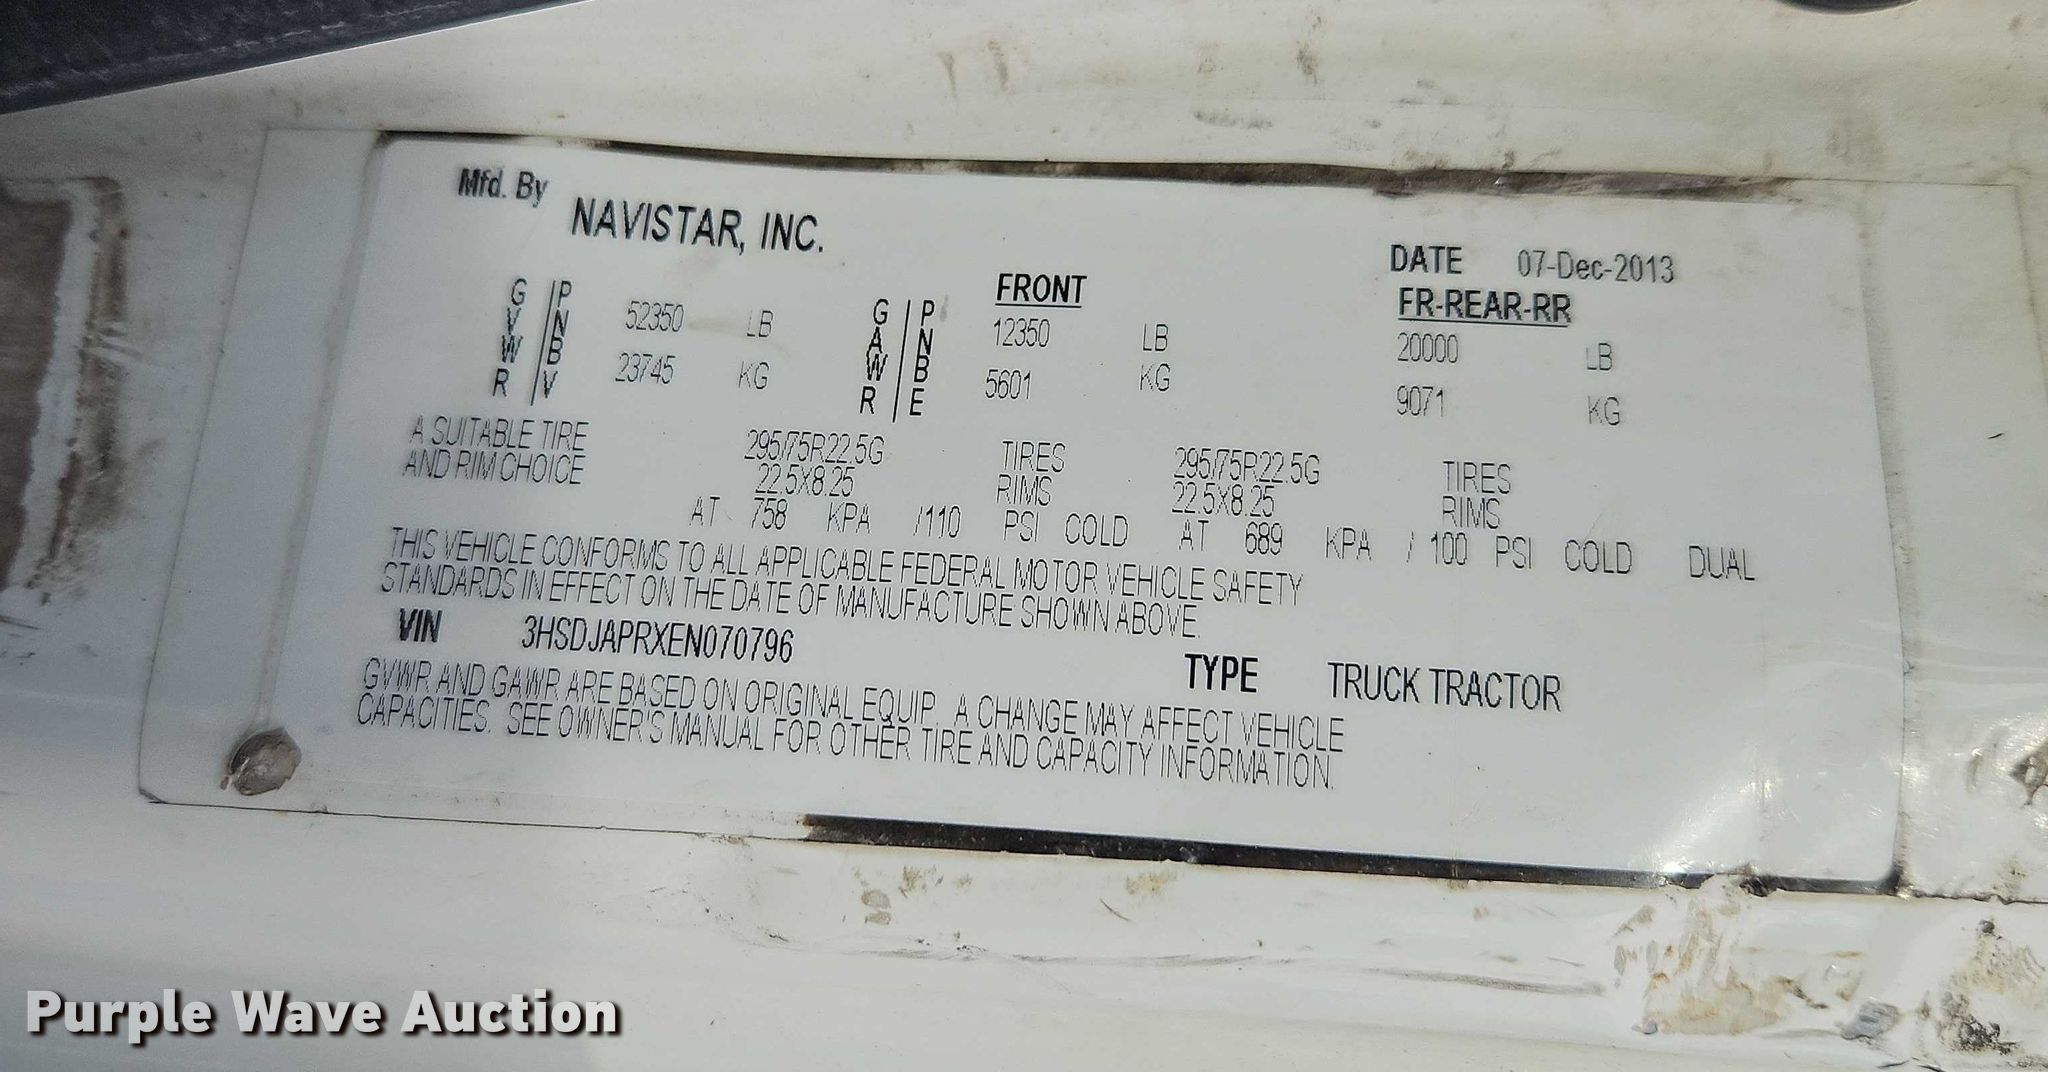 Mfd. By NAVISTAR, INC.
DATE 07-Dec-2013
FRONT FR-REAR-RR
GVWR / PNBV 52350 LB GAWR / PNBE 12350 LB 20000 LB
23745 KG 5601 KG 9071 KG
A SUITABLE TIRE 295/75R22.5G TIRES 295/75R22.5G TIRES
AND RIM CHOICE 22.5X8.25 RIMS 22.5X8.25 RIMS
AT 758 KPA /110 PSI COLD AT 689 KPA / 100 PSI COLD DUAL
THIS VEHICLE CONFORMS TO ALL APPLICABLE FEDERAL MOTOR VEHICLE SAFETY
STANDARDS IN EFFECT ON THE DATE OF MANUFACTURE SHOWN ABOVE.
VIN 3HSDJAPRXEN070796 TYPE TRUCK TRACTOR
GVWR AND GAWR ARE BASED ON ORIGINAL EQUIP. A CHANGE MAY AFFECT VEHICLE
CAPACITIES. SEE OWNER'S MANUAL FOR OTHER TIRE AND CAPACITY INFORMATION.
Purple Wave Auction